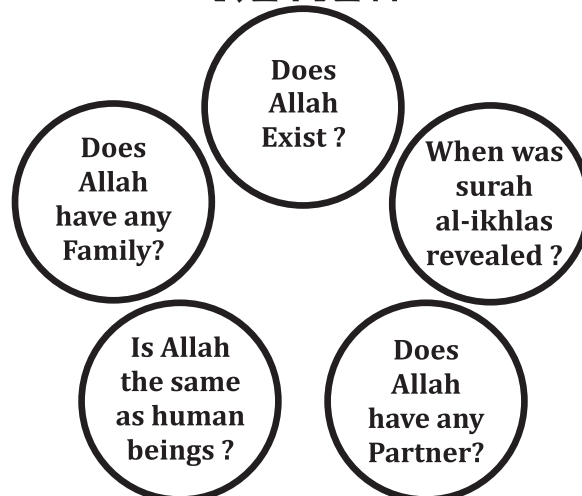 Does
Allah
Exist ?
Does
Allah
have any
Family?
When was
surah
al-ikhlas
revealed ?
Is Allah
the same
as human
beings ?
Does
Allah
have any
Partner?